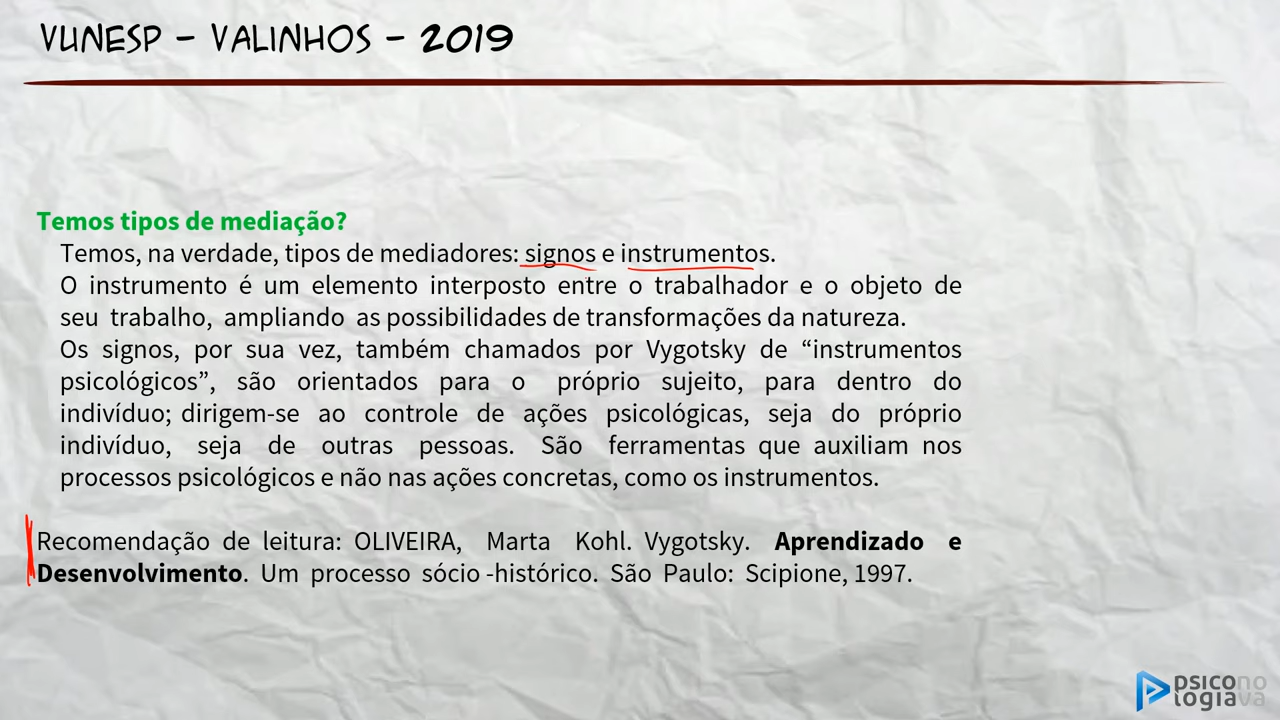 VUNESP - VALINHOS - 2019
Temos tipos de mediação?
Temos, na verdade, tipos de mediadores: signos e instrumentos.
O instrumento é um elemento interposto entre o trabalhador e o objeto de
seu trabalho, ampliando as possibilidades de transformações da natureza.
Os signos, por sua vez, também chamados por Vygotsky de “instrumentos
psicológicos”, são orientados para o próprio sujeito, para dentro do
indivíduo; dirigem-se ao controle de ações psicológicas, seja do próprio
indivíduo, seja de outras pessoas. São ferramentas que auxiliam nos
processos psicológicos e não nas ações concretas, como os instrumentos.
Recomendação de leitura: OLIVEIRA, Marta Kohl. Vygotsky. Aprendizado e
Desenvolvimento. Um processo sócio -histórico. São Paulo: Scipione, 1997.
psicono
logiava